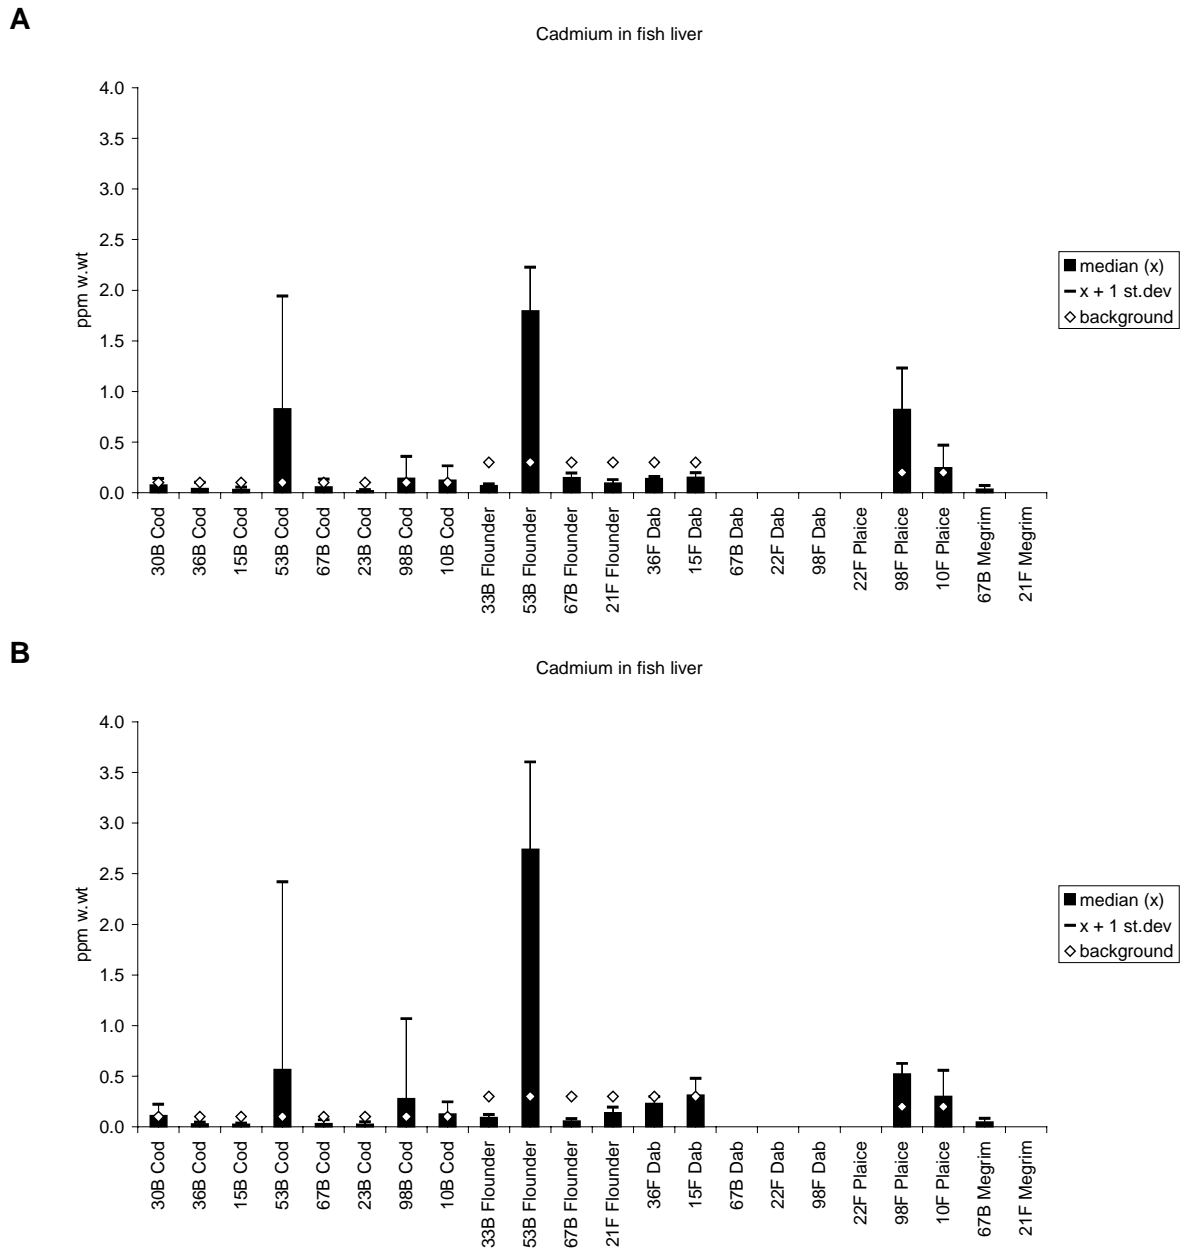 A
Cadmium in fish liver
4.0
3.5
3.0
2.5
2.0
1.5
1.0
0.5
0.0
ppm w.wt
30B Cod
36B Cod
15B Cod
53B Cod
67B Cod
23B Cod
98B Cod
10B Cod
33B Flounder
53B Flounder
67B Flounder
21F Flounder
36F Dab
15F Dab
67B Dab
22F Dab
98F Dab
22F Plaice
98F Plaice
10F Plaice
67B Megrim
21F Megrim
median (x)
x + 1 st.dev
background
B
Cadmium in fish liver
4.0
3.5
3.0
2.5
2.0
1.5
1.0
0.5
0.0
ppm w.wt
30B Cod
36B Cod
15B Cod
53B Cod
67B Cod
23B Cod
98B Cod
10B Cod
33B Flounder
53B Flounder
67B Flounder
21F Flounder
36F Dab
15F Dab
67B Dab
22F Dab
98F Dab
22F Plaice
98F Plaice
10F Plaice
67B Megrim
21F Megrim
median (x)
x + 1 st.dev
background